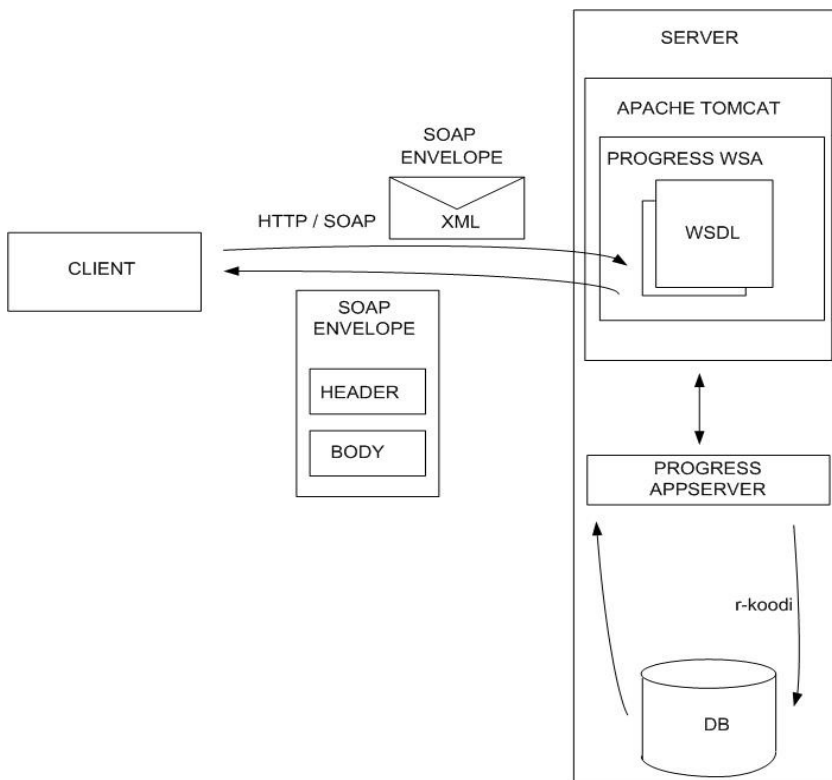 SERVER
APACHE TOMCAT
SOAP
ENVELOPE
PROGRESS WSA
HTTP / SOAP
XML
WSDL
CLIENT
SOAP
ENVELOPE
HEADER
BODY
PROGRESS
APPSERVER
r-koodi
DB